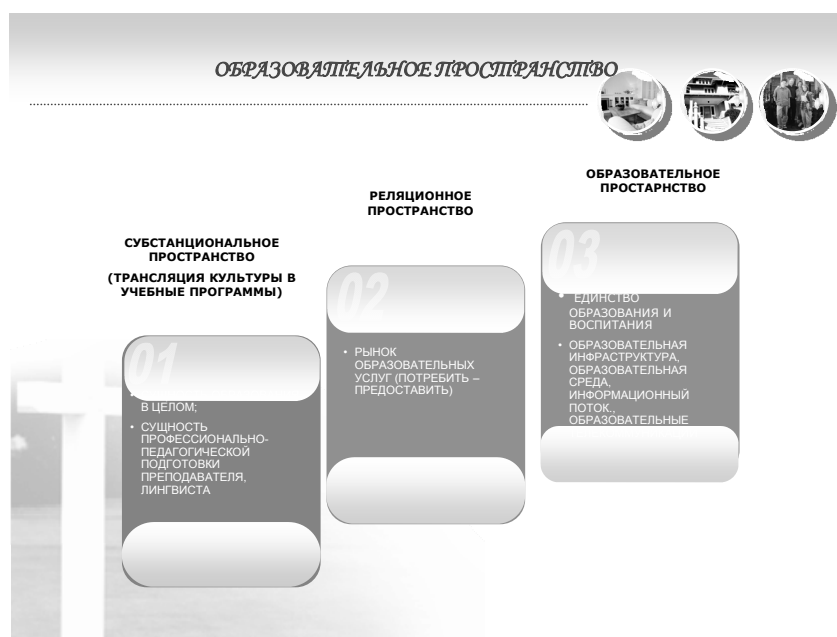 ОБРАЗОВАТЕЛЬНОЕ ПРОСТРАНСТВО
СУБСТАНЦИОНАЛЬНОЕ
ПРОСТРАНСТВО
(ТРАНСЛЯЦИЯ КУЛЬТУРЫ В
УЧЕБНЫЕ ПРОГРАММЫ)
01
В ЦЕЛОМ;
• СУЩНОСТЬ
ПРОФЕССИОНАЛЬНО-
ПЕДАГОГИЧЕСКОЙ
ПОДГОТОВКИ
ПРЕПОДАВАТЕЛЯ,
ЛИНГВИСТА
РЕЛЯЦИОННОЕ
ПРОСТРАНСТВО
02
• РЫНОК
ОБРАЗОВАТЕЛЬНЫХ
УСЛУГ (ПОТРЕБИТЬ –
ПРЕДОСТАВИТЬ)
ОБРАЗОВАТЕЛЬНОЕ
ПРОСТАРНСТВО
03
• ЕДИНСТВО
ОБРАЗОВАНИЯ И
ВОСПИТАНИЯ
• ОБРАЗОВАТЕЛЬНАЯ
ИНФРАСТРУКТУРА,
ОБРАЗОВАТЕЛЬНАЯ
СРЕДА,
ИНФОРМАЦИОННЫЙ
ПОТОК.,
ОБРАЗОВАТЕЛЬНЫЕ